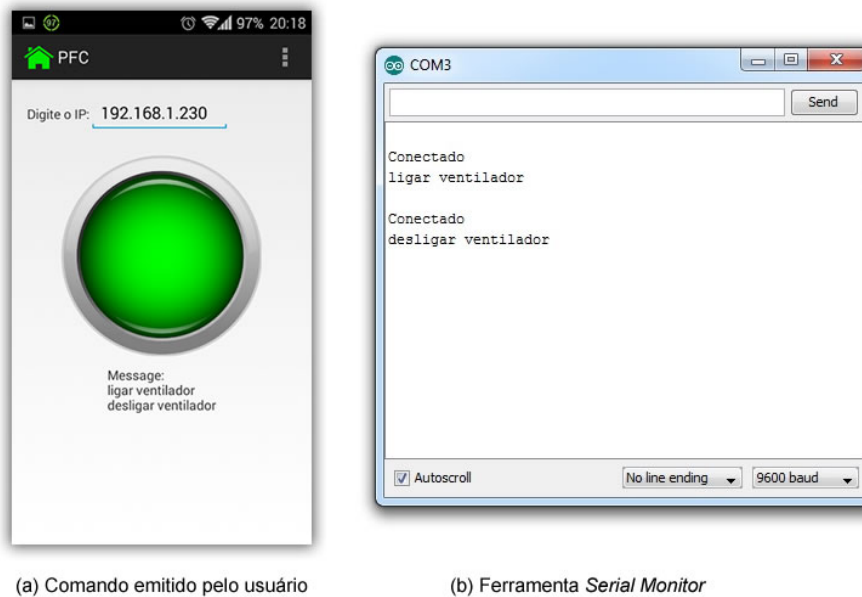 97 97% 20:18
PFC
Digite o IP: 192.168.1.230
Message:
ligar ventilador
desligar ventilador
(a) Comando emitido pelo usuário
COM3
Send
Conectado
ligar ventilador
Conectado
desligar ventilador
Autoscroll No line ending 9600 baud
(b) Ferramenta Serial Monitor